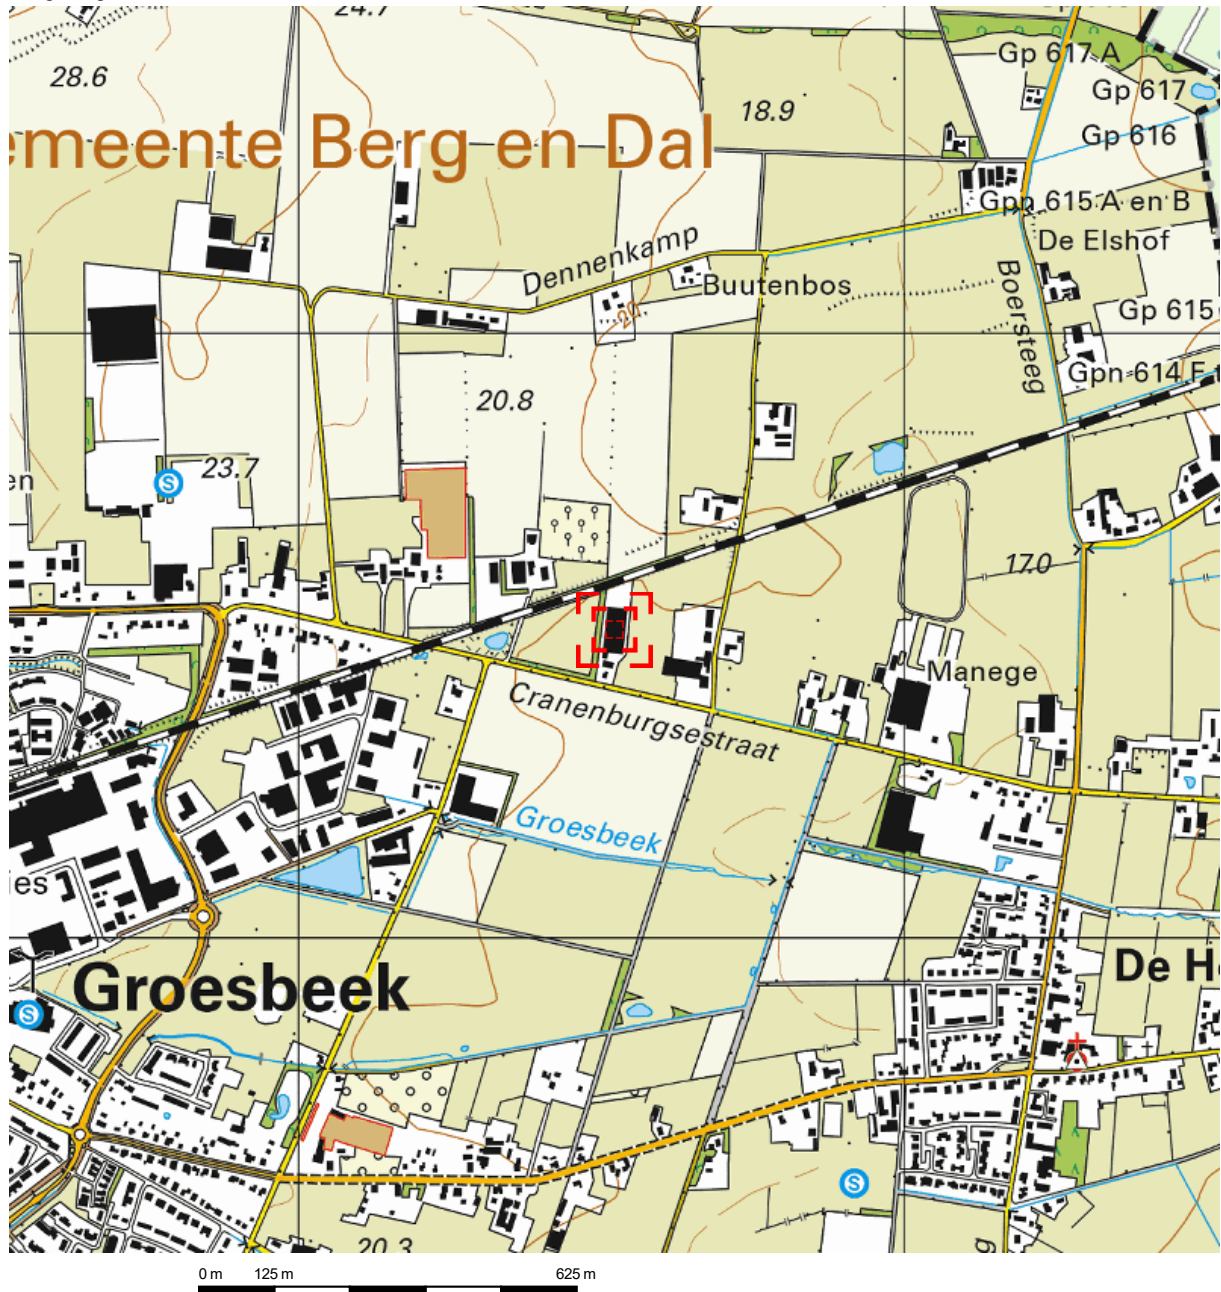 24.7
28.6
Gp 617 A
Gp 617
18.9
Gp 616
emeente Berg en Dal
Gpn 615 A en B
Dennenkamp
De Elshof
Buutenbos
Boersteeg
20
Gp 615
Gpn 614 F t
20.8
23.7
S
en
17.0
Manege
Cranenburgsestraat
Groesbeek
ies
Groesbeek
De H
S
S
20.3
g
0 m 125 m 625 m